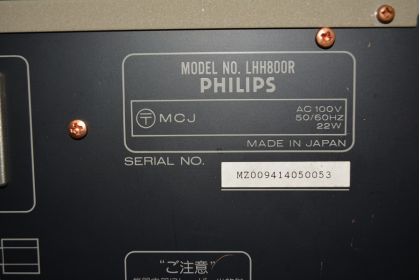 MODEL NO. LHH800R
PHILIPS
MCJ
AC 100V
50/60HZ
22W
MADE IN JAPAN
SERIAL NO.
MZ009414050053
“ご注意”